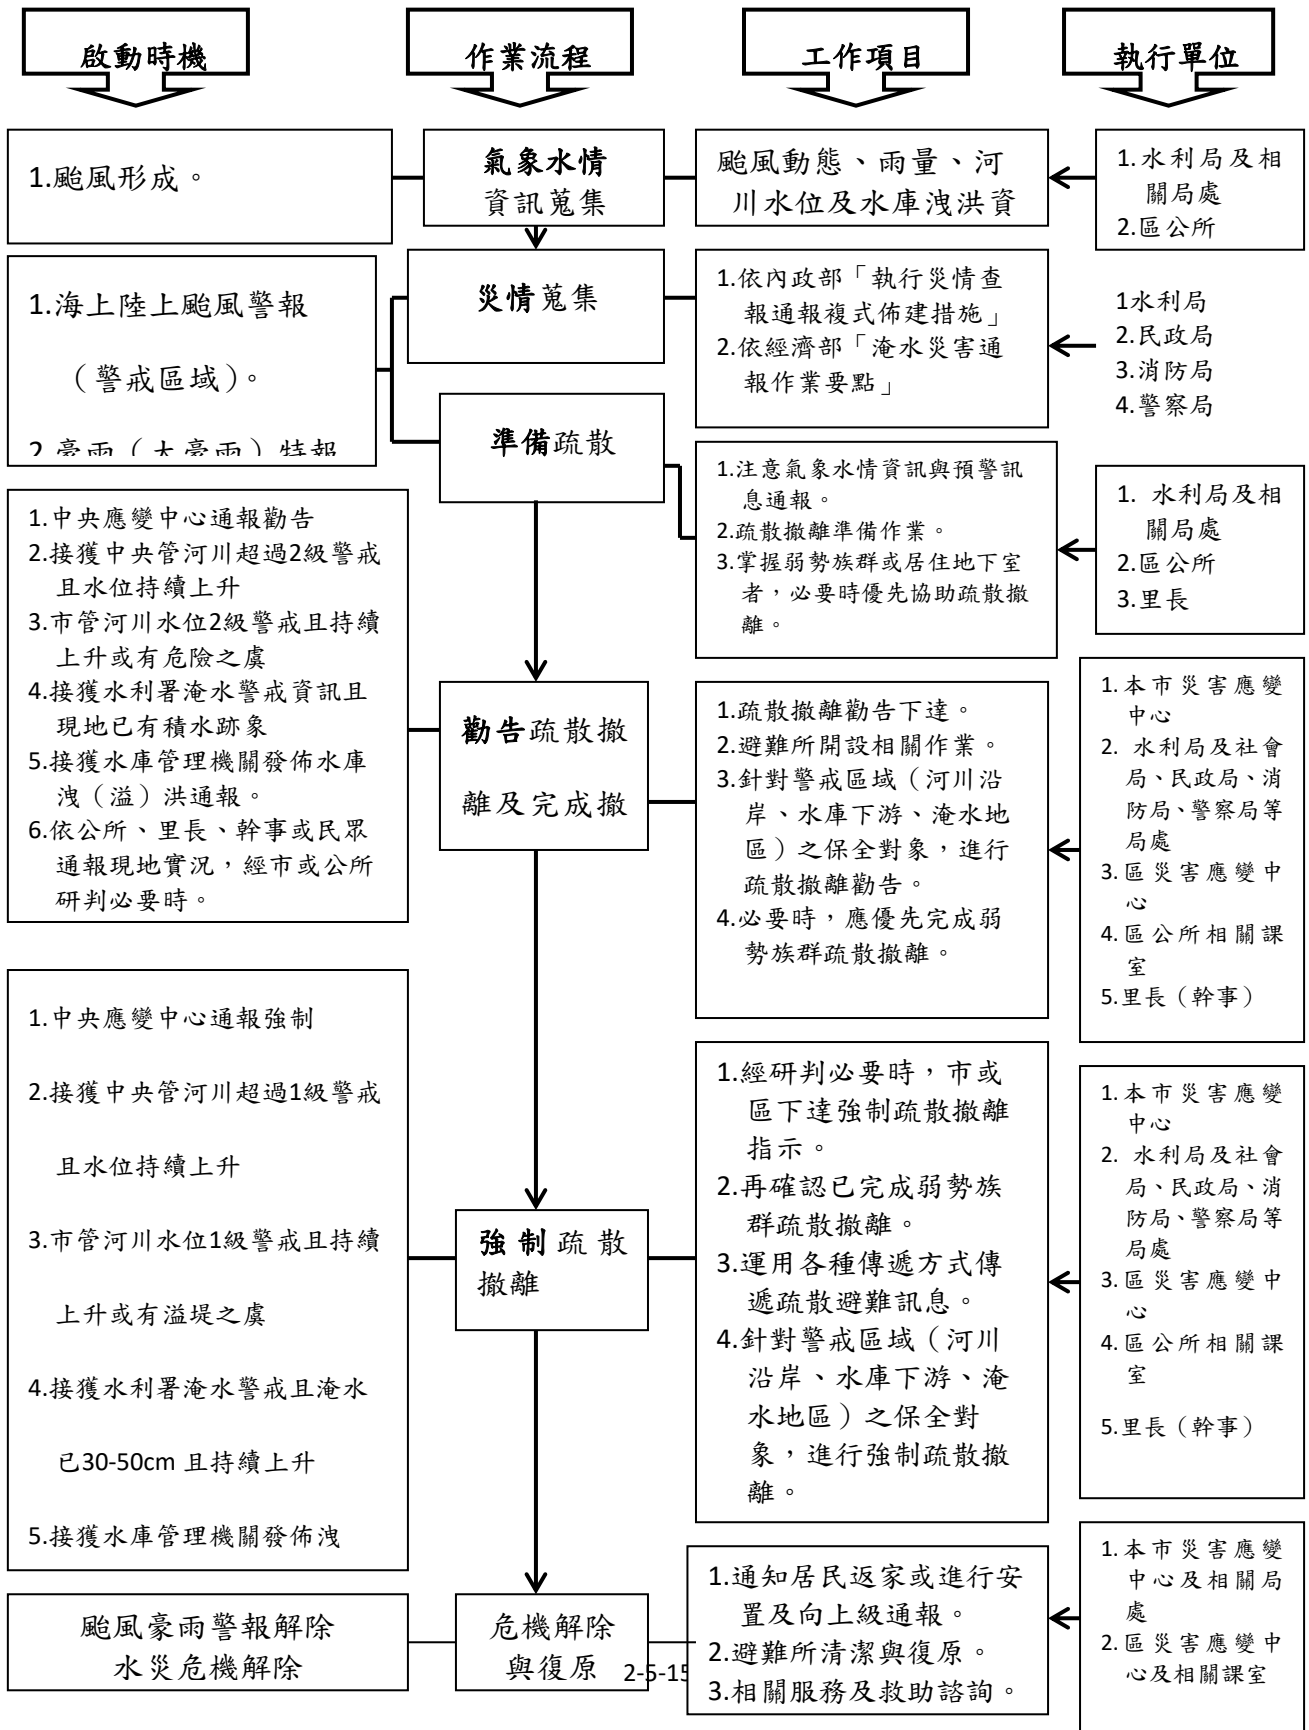 啟動時機
作業流程
工作項目
執行單位
1.颱風形成。
氣象水情
資訊蒐集
颱風動態、雨量、河
川水位及水庫洩洪資
1.水利局及相
關局處
2.區公所
1.海上陸上颱風警報
（警戒區域）。
2.豪雨（大豪雨）特報
災情蒐集
1.依內政部「執行災情查
報通報複式佈建措施」
2.依經濟部「淹水災害通
報作業要點」
1水利局
2.民政局
3.消防局
4.警察局
準備疏散
1.注意氣象水情資訊與預警訊
息通報。
2.疏散撤離準備作業。
3.掌握弱勢族群或居住地下室
者，必要時優先協助疏散撤
離。
1. 水利局及相
關局處
2.區公所
3.里長
1.中央應變中心通報勸告
2.接獲中央管河川超過2級警戒
且水位持續上升
3.市管河川水位2級警戒且持續
上升或有危險之虞
4.接獲水利署淹水警戒資訊且
現地已有積水跡象
5.接獲水庫管理機關發佈水庫
洩（溢）洪通報。
6.依公所、里長、幹事或民眾
通報現地實況，經市或公所
研判必要時。
勸告疏散撤
離及完成撤
1.疏散撤離勸告下達。
2.避難所開設相關作業。
3.針對警戒區域（河川沿
岸、水庫下游、淹水地
區）之保全對象，進行
疏散撤離勸告。
4.必要時，應優先完成弱
勢族群疏散撤離。
1.本市災害應變
中心
2. 水利局及社會
局、民政局、消
防局、警察局等
局處
3.區災害應變中
心
4.區公所相關課
室
5.里長（幹事）
1.中央應變中心通報強制
2.接獲中央管河川超過1級警戒
且水位持續上升
3.市管河川水位1級警戒且持續
上升或有溢堤之虞
4.接獲水利署淹水警戒且淹水
已30-50cm 且持續上升
5.接獲水庫管理機關發佈洩
強制疏散
撤離
1.經研判必要時，市或
區下達強制疏散撤離
指示。
2.再確認已完成弱勢族
群疏散撤離。
3.運用各種傳遞方式傳
遞疏散避難訊息。
4.針對警戒區域（河川
沿岸、水庫下游、淹
水地區）之保全對
象，進行強制疏散撤
離。
1.本市災害應變
中心
2. 水利局及社會
局、民政局、消
防局、警察局等
局處
3.區災害應變中
心
4.區公所相關課
室
5.里長（幹事）
颱風豪雨警報解除
水災危機解除
危機解除
與復原
1.通知居民返家或進行安
置及向上級通報。
2.避難所清潔與復原。
3.相關服務及救助諮詢。
1.本市災害應變
中心及相關局
處
2.區災害應變中
心及相關課室
2-5-15